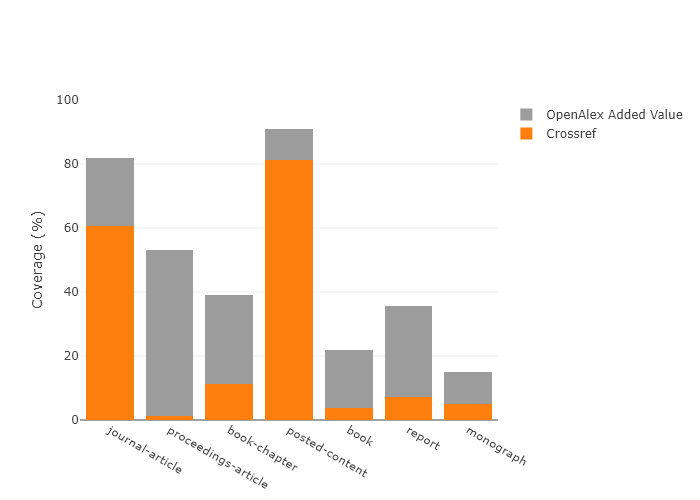 100
80
60
40
20
0
Coverage (%)
journal-article
proceedings-article
book-chapter
posted-content
book
report
monograph
OpenAlex Added Value
Crossref